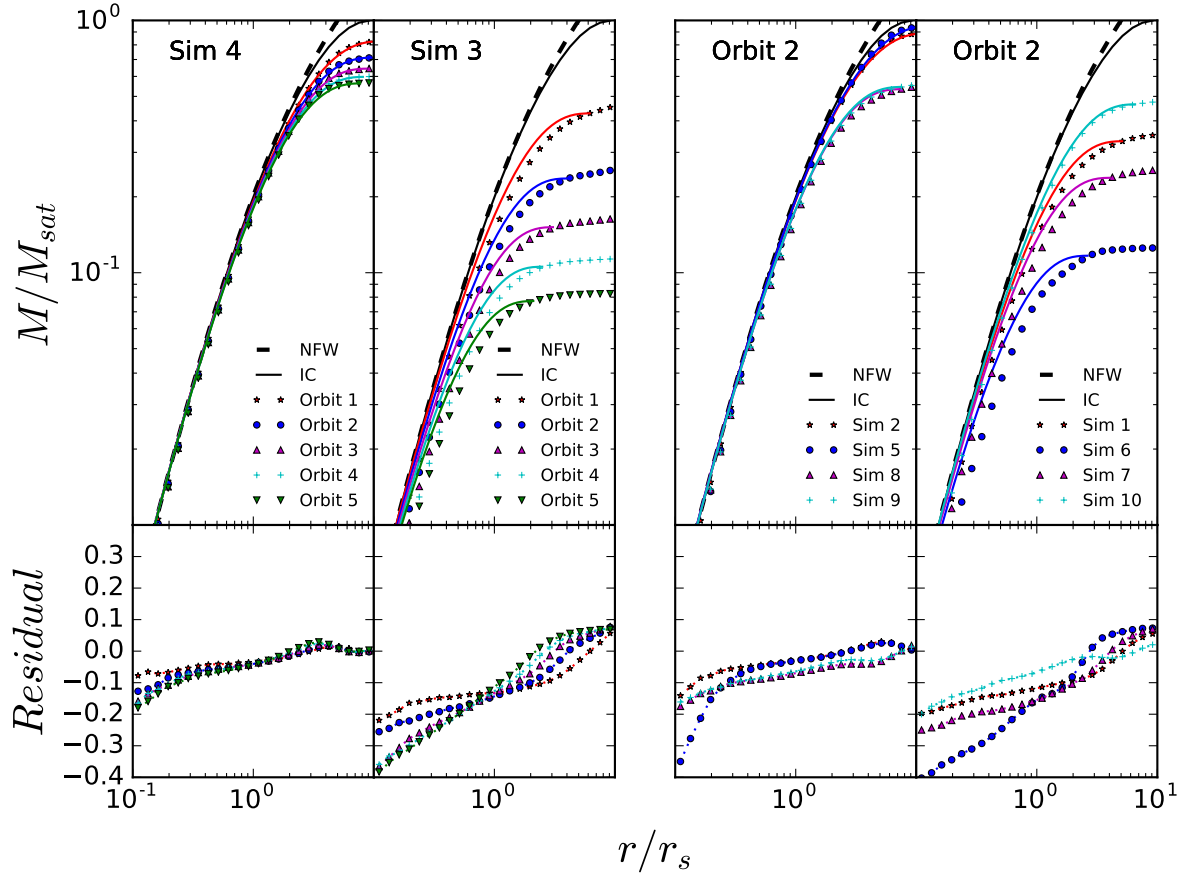 Sim 4
Sim 3
Orbit 2
Orbit 2
M/M_{sat}
10^0
10^{-1}
NFW
IC
Orbit 1
Orbit 2
Orbit 3
Orbit 4
Orbit 5
NFW
IC
Orbit 1
Orbit 2
Orbit 3
Orbit 4
Orbit 5
NFW
IC
Sim 2
Sim 5
Sim 8
Sim 9
NFW
IC
Sim 1
Sim 6
Sim 7
Sim 10
Residual
0.3
0.2
0.1
0.0
−0.1
−0.2
−0.3
−0.4
10^{-1}
10^0
10^0
10^0
10^0
10^1
r/r_s